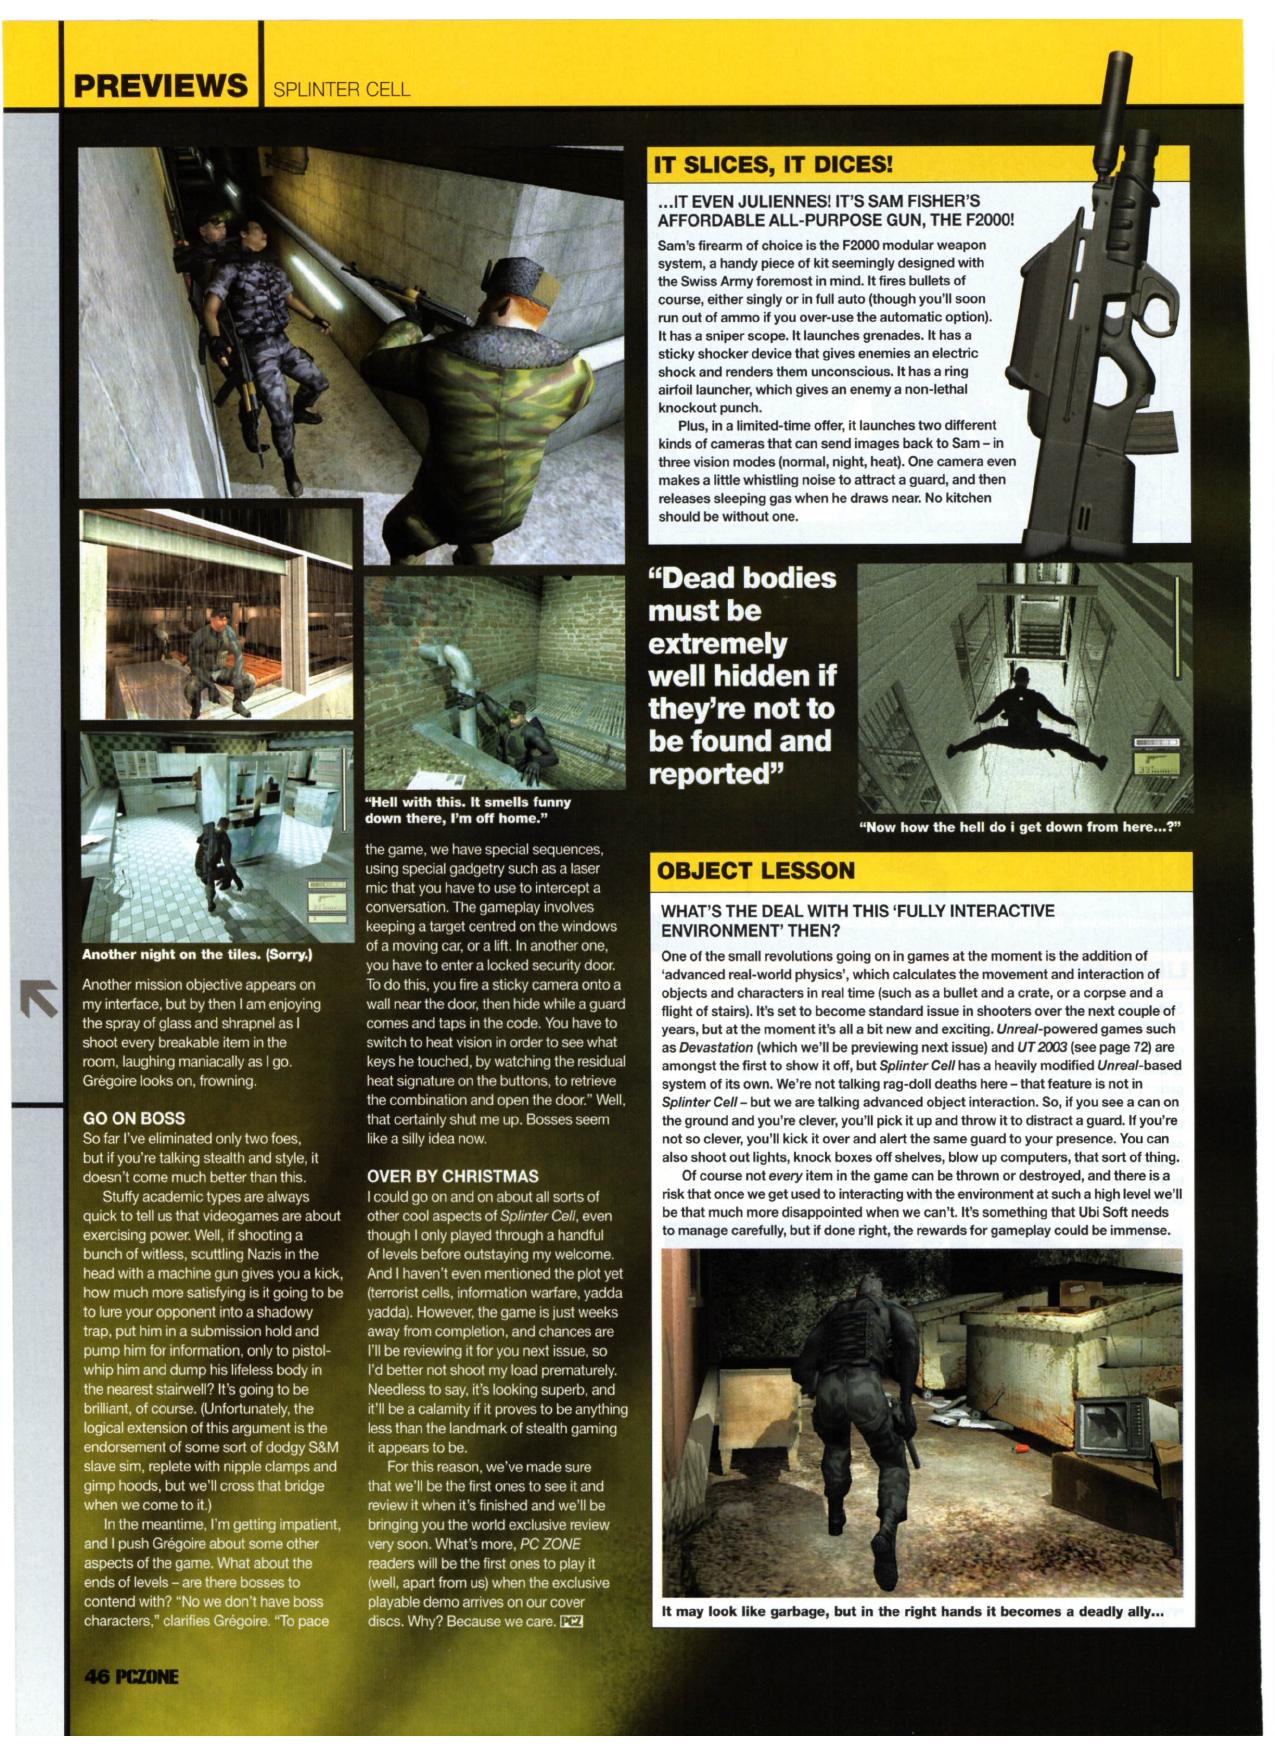 PREVIEWS
SPLINTER CELL
"Hell with this. It smells funny
down there, I'm off home."
Another night on the tiles. (Sorry.)
Another mission objective appears on
my interface, but by then I am enjoying
the spray of glass and shrapnel as I
shoot every breakable item in the
room, laughing maniacally as I go.
Grégoire looks on, frowning.
GO ON BOSS
So far I've eliminated only two foes,
but if you're talking stealth and style, it
doesn't come much better than this.
Stuffy academic types are always
quick to tell us that videogames are about
exercising power. Well, if shooting a
bunch of witless, scuttling Nazis in the
head with a machine gun gives you a kick,
how much more satisfying is it going to be
to lure your opponent into a shadowy
trap, put him in a submission hold and
pump him for information, only to pistol-
whip him and dump his lifeless body in
the nearest stairwell? It's going to be
brilliant, of course. (Unfortunately, the
logical extension of this argument is the
endorsement of some sort of dodgy S&M
slave sim, replete with nipple clamps and
gimp hoods, but we'll cross that bridge
when we come to it.)
In the meantime, I'm getting impatient,
and I push Grégoire about some other
aspects of the game. What about the
ends of levels – are there bosses to
contend with? "No we don't have boss
characters," clarifies Grégoire. "To pace
the game, we have special sequences,
using special gadgetry such as a laser
mic that you have to use to intercept a
conversation. The gameplay involves
keeping a target centred on the windows
of a moving car, or a lift. In another one,
you have to enter a locked security door.
To do this, you fire a sticky camera onto a
wall near the door, then hide while a guard
comes and taps in the code. You have to
switch to heat vision in order to see what
keys he touched, by watching the residual
heat signature on the buttons, to retrieve
the combination and open the door." Well,
that certainly shut me up. Bosses seem
like a silly idea now.
OVER BY CHRISTMAS
I could go on and on about all sorts of
other cool aspects of Splinter Cell, even
though I only played through a handful
of levels before outstaying my welcome.
And I haven't even mentioned the plot yet
(terrorist cells, information warfare, yadda
yadda). However, the game is just weeks
away from completion, and chances are
I'll be reviewing it for you next issue, so
I'd better not shoot my load prematurely.
Needless to say, it's looking superb, and
it'll be a calamity if it proves to be anything
less than the landmark of stealth gaming
it appears to be.
For this reason, we've made sure
that we'll be the first ones to see it and
review it when it's finished and we'll be
bringing you the world exclusive review
very soon. What's more, PC ZONE
readers will be the first ones to play it
(well, apart from us) when the exclusive
playable demo arrives on our cover
discs. Why? Because we care. PCZ
IT SLICES, IT DICES!
...IT EVEN JULIENNES! IT'S SAM FISHER'S
AFFORDABLE ALL-PURPOSE GUN, THE F2000!
Sam's firearm of choice is the F2000 modular weapon
system, a handy piece of kit seemingly designed with
the Swiss Army foremost in mind. It fires bullets of
course, either singly or in full auto (though you'll soon
run out of ammo if you over-use the automatic option).
It has a sniper scope. It launches grenades. It has a
sticky shocker device that gives enemies an electric
shock and renders them unconscious. It has a ring
airfoil launcher, which gives an enemy a non-lethal
knockout punch.
Plus, in a limited-time offer, it launches two different
kinds of cameras that can send images back to Sam – in
three vision modes (normal, night, heat). One camera even
makes a little whistling noise to attract a guard, and then
releases sleeping gas when he draws near. No kitchen
should be without one.
"Dead bodies
must be
extremely
well hidden if
they're not to
be found and
reported"
"Now how the hell do i get down from here...?"
OBJECT LESSON
WHAT'S THE DEAL WITH THIS 'FULLY INTERACTIVE
ENVIRONMENT' THEN?
One of the small revolutions going on in games at the moment is the addition of
'advanced real-world physics', which calculates the movement and interaction of
objects and characters in real time (such as a bullet and a crate, or a corpse and a
flight of stairs). It's set to become standard issue in shooters over the next couple of
years, but at the moment it's all a bit new and exciting. Unreal-powered games such
as Devastation (which we'll be previewing next issue) and UT 2003 (see page 72) are
amongst the first to show it off, but Splinter Cell has a heavily modified Unreal-based
system of its own. We're not talking rag-doll deaths here – that feature is not in
Splinter Cell – but we are talking advanced object interaction. So, if you see a can on
the ground and you're clever, you'll pick it up and throw it to distract a guard. If you're
not so clever, you'll kick it over and alert the same guard to your presence. You can
also shoot out lights, knock boxes off shelves, blow up computers, that sort of thing.
Of course not every item in the game can be thrown or destroyed, and there is a
risk that once we get used to interacting with the environment at such a high level we'll
be that much more disappointed when we can't. It's something that Ubi Soft needs
to manage carefully, but if done right, the rewards for gameplay could be immense.
It may look like garbage, but in the right hands it becomes a deadly ally...
46 PCZONE